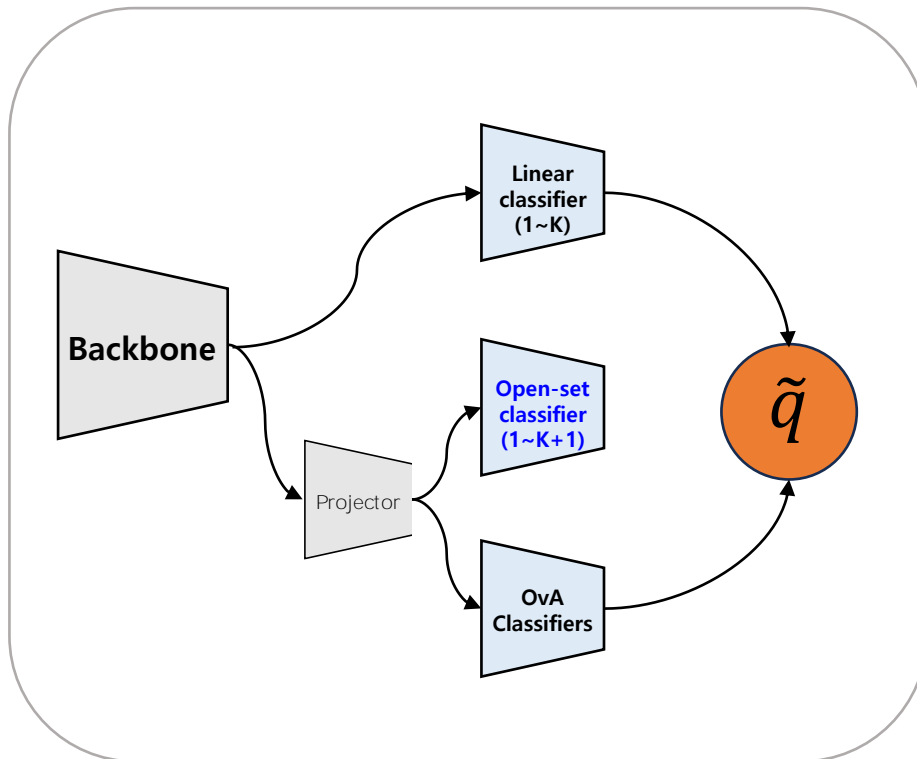 Linear
classifier
(1~K)
Backbone
Open-set
classifier
(1~K+1)
q̃
Projector
OvA
Classifiers